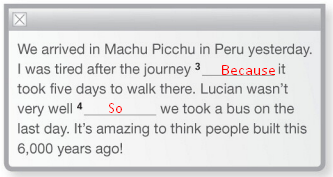 We arrived in Machu Picchu in Peru yesterday.
I was tired after the journey 3 Because it
took five days to walk there. Lucian wasn't
very well 4 So we took a bus on the
last day. It's amazing to think people built this
6,000 years ago!